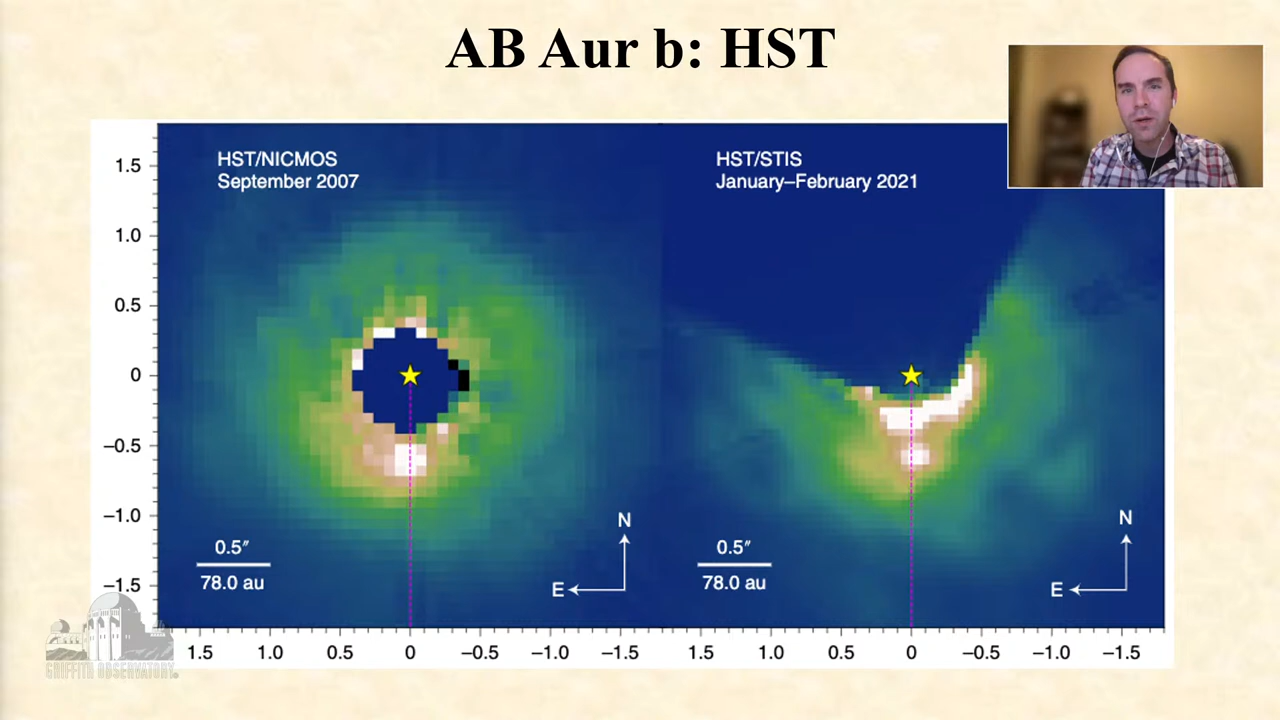 AB Aur b: HST
HST/NICMOS
September 2007
HST/STIS
January–February 2021
1.5
1.0
0.5
0
−0.5
−1.0
−1.5
0.5″
78.0 au
N
E
0.5″
78.0 au
N
E
1.5 1.0 0.5 0 −0.5 −1.0 −1.5 1.5 1.0 0.5 0 −0.5 −1.0 −1.5
GRIFFITH OBSERVATORY